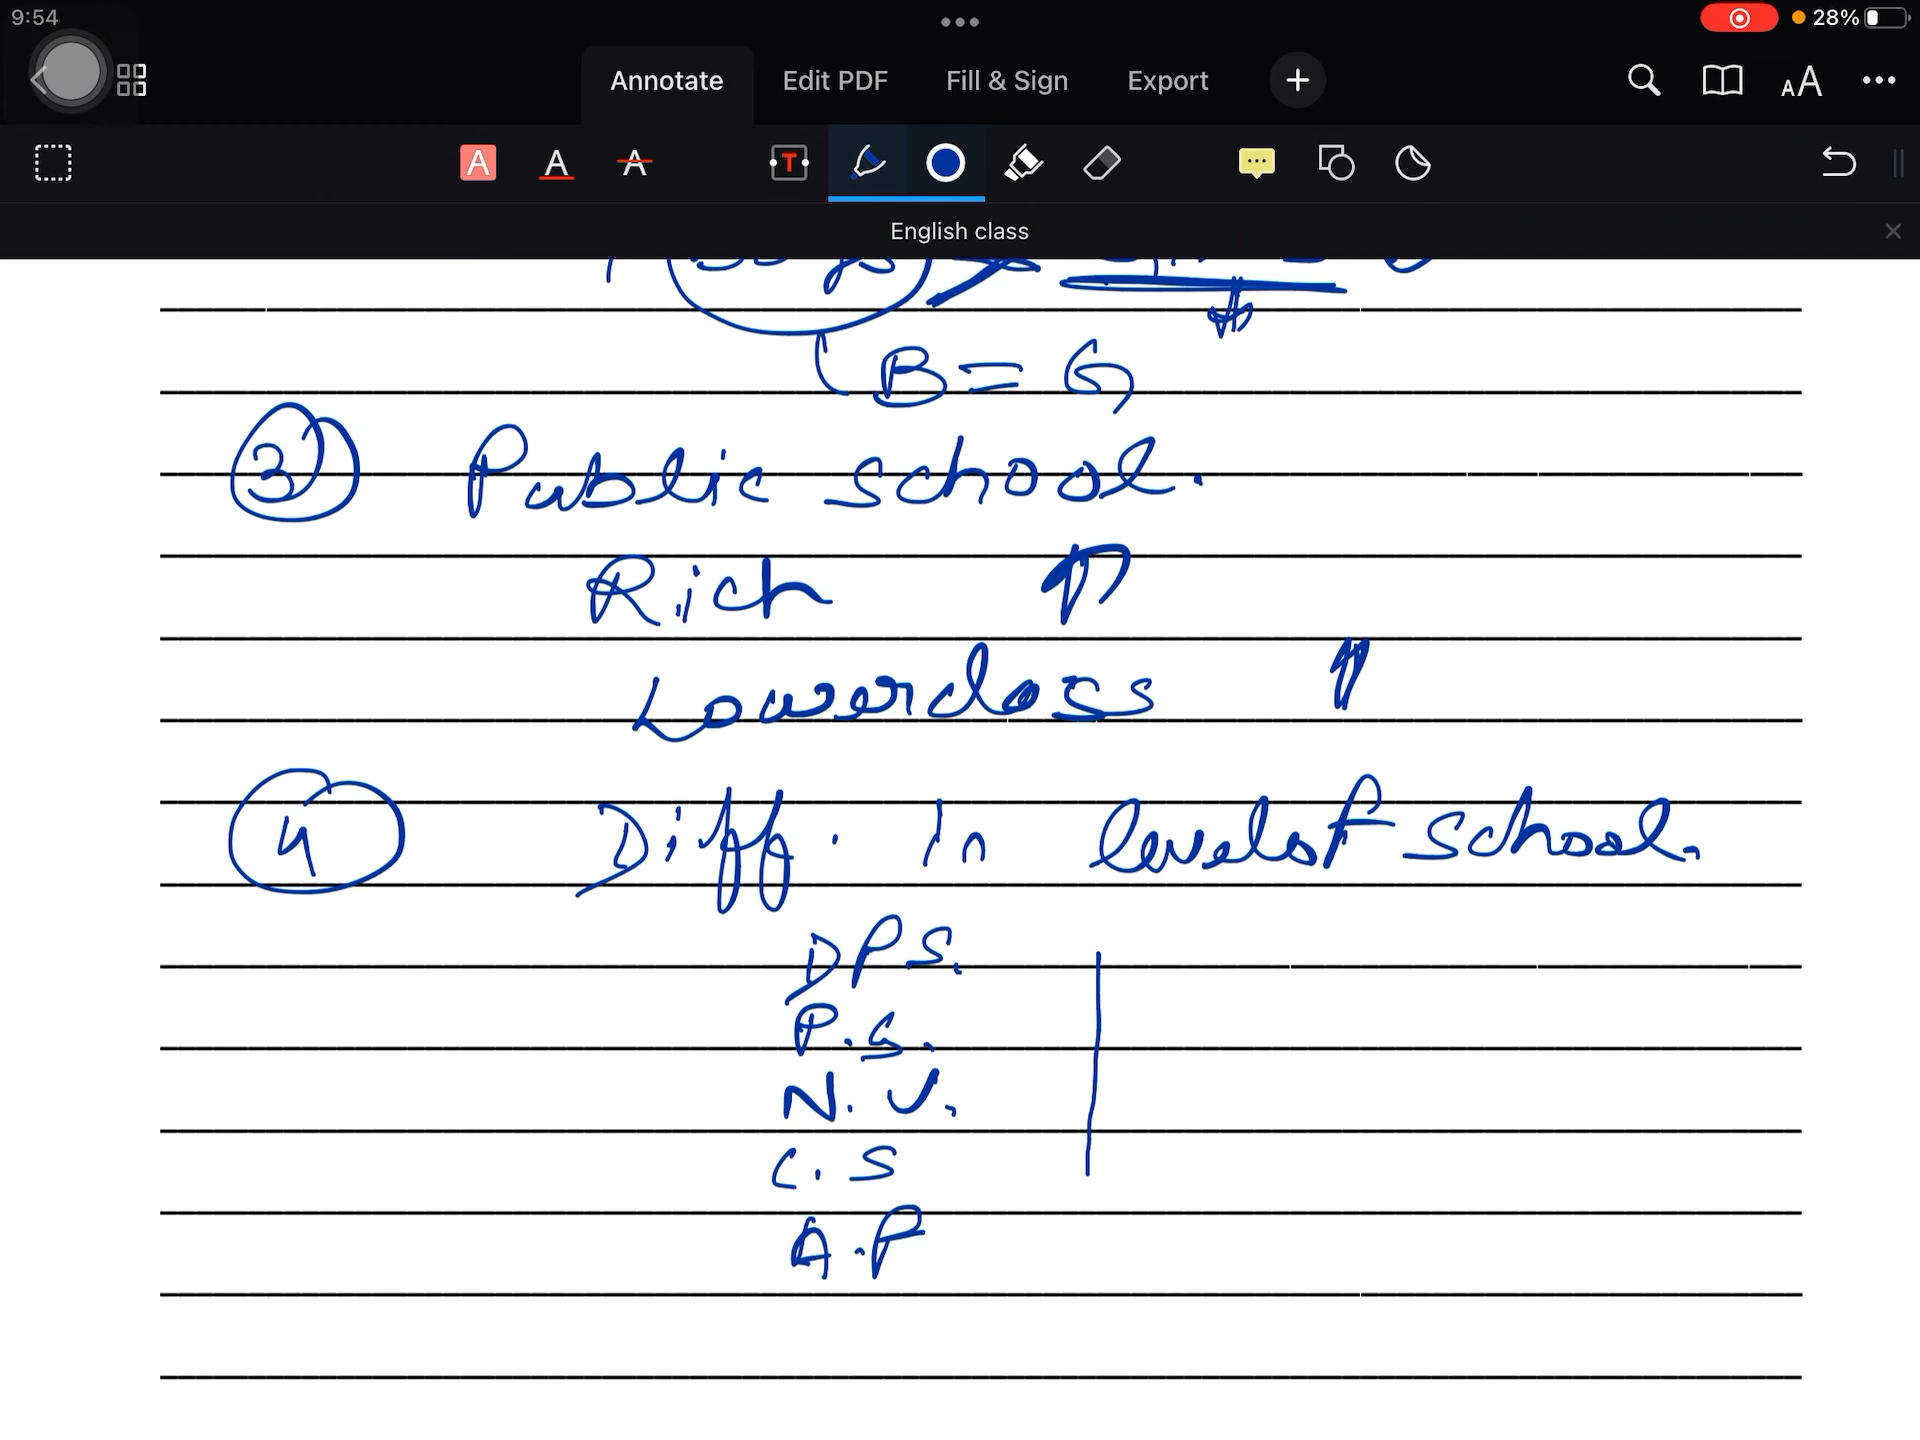 9:54
28%
Annotate Edit PDF Fill & Sign Export
English class
B = G
3 Public school.
Rich
Lowerclass
4 Diff. in level of school.
DPS.
P.S.
N.V.
C.S
A.P